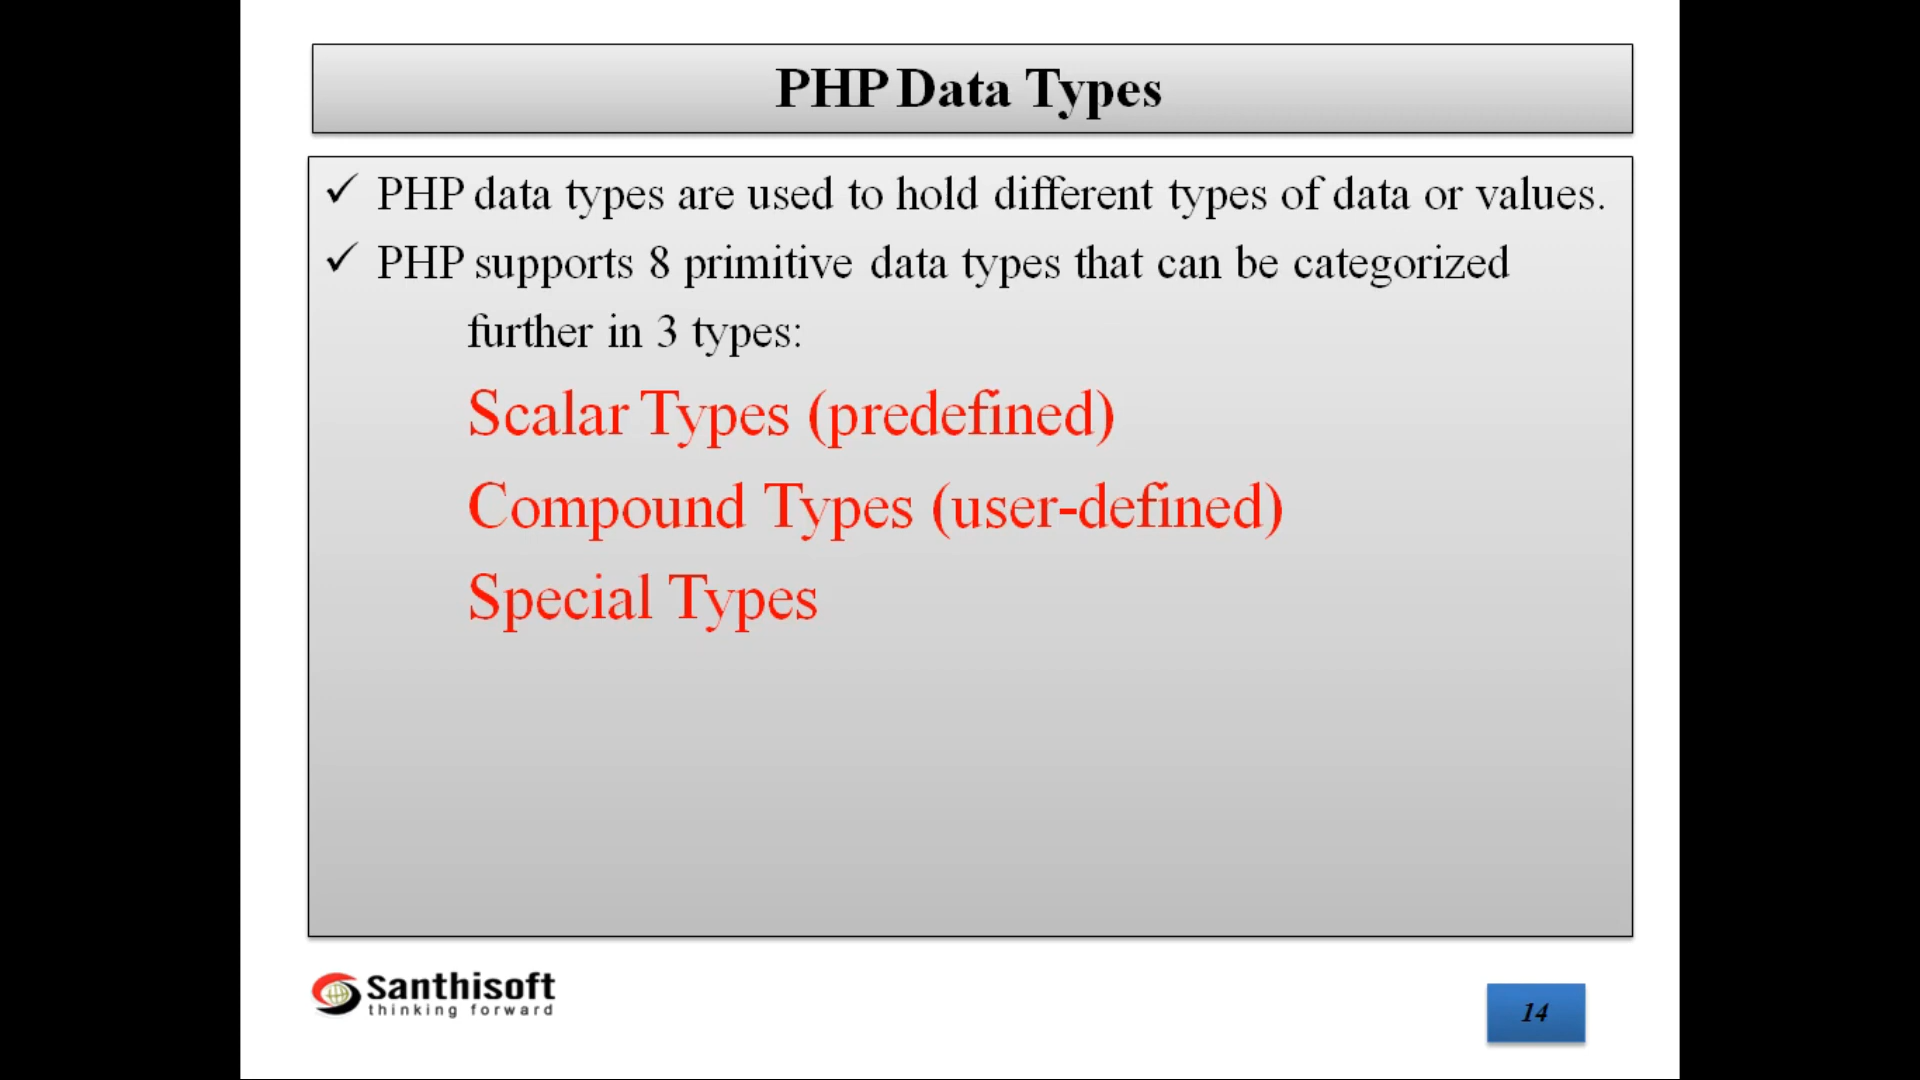 PHP Data Types
✓ PHP data types are used to hold different types of data or values.
✓ PHP supports 8 primitive data types that can be categorized
further in 3 types:
Scalar Types (predefined)
Compound Types (user-defined)
Special Types
Santhisoft
thinking forward
14